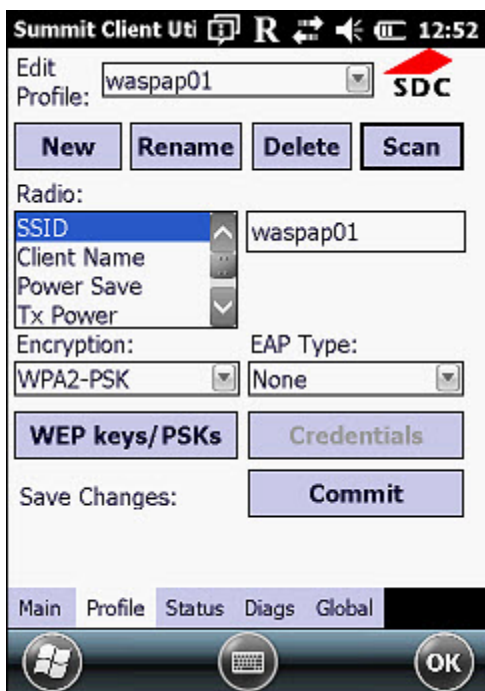 Summit Client Uti R 12:52
Edit
Profile: waspap01
SDC
New Rename Delete Scan
Radio:
SSID waspap01
Client Name
Power Save
Tx Power
Encryption: EAP Type:
WPA2-PSK None
WEP keys/PSKs Credentials
Save Changes: Commit
Main Profile Status Diags Global
OK